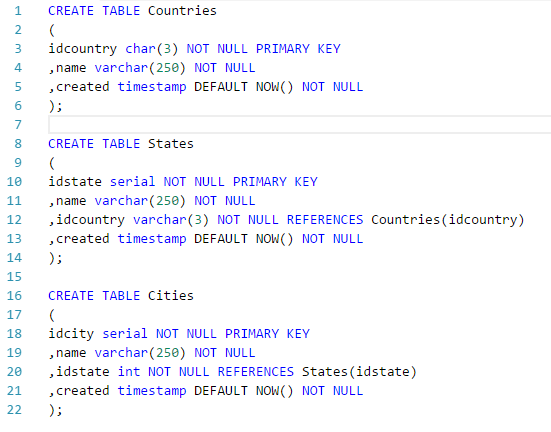 1 CREATE TABLE Countries
2 (
3 idcountry char(3) NOT NULL PRIMARY KEY
4 ,name varchar(250) NOT NULL
5 ,created timestamp DEFAULT NOW() NOT NULL
6 );
7
8 CREATE TABLE States
9 (
10 idstate serial NOT NULL PRIMARY KEY
11 ,name varchar(250) NOT NULL
12 ,idcountry varchar(3) NOT NULL REFERENCES Countries(idcountry)
13 ,created timestamp DEFAULT NOW() NOT NULL
14 );
15
16 CREATE TABLE Cities
17 (
18 idcity serial NOT NULL PRIMARY KEY
19 ,name varchar(250) NOT NULL
20 ,idstate int NOT NULL REFERENCES States(idstate)
21 ,created timestamp DEFAULT NOW() NOT NULL
22 );